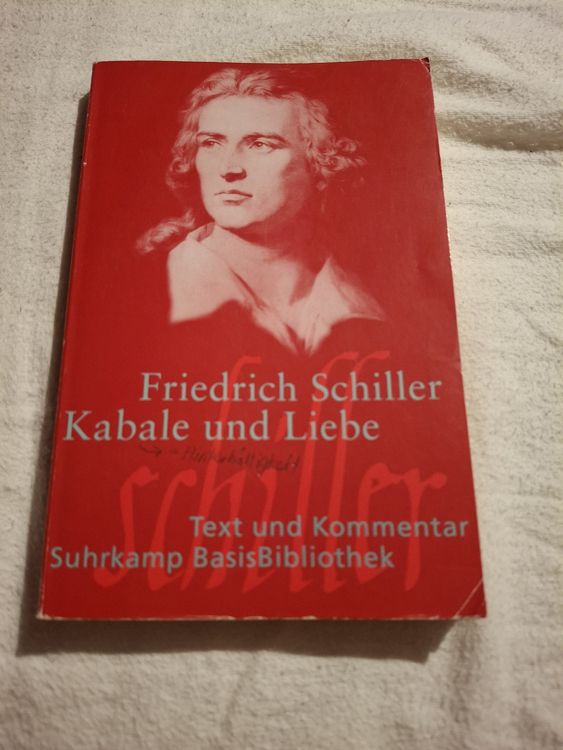 Friedrich Schiller
Kabale und Liebe
schiller
Text und Kommentar
Suhrkamp BasisBibliothek